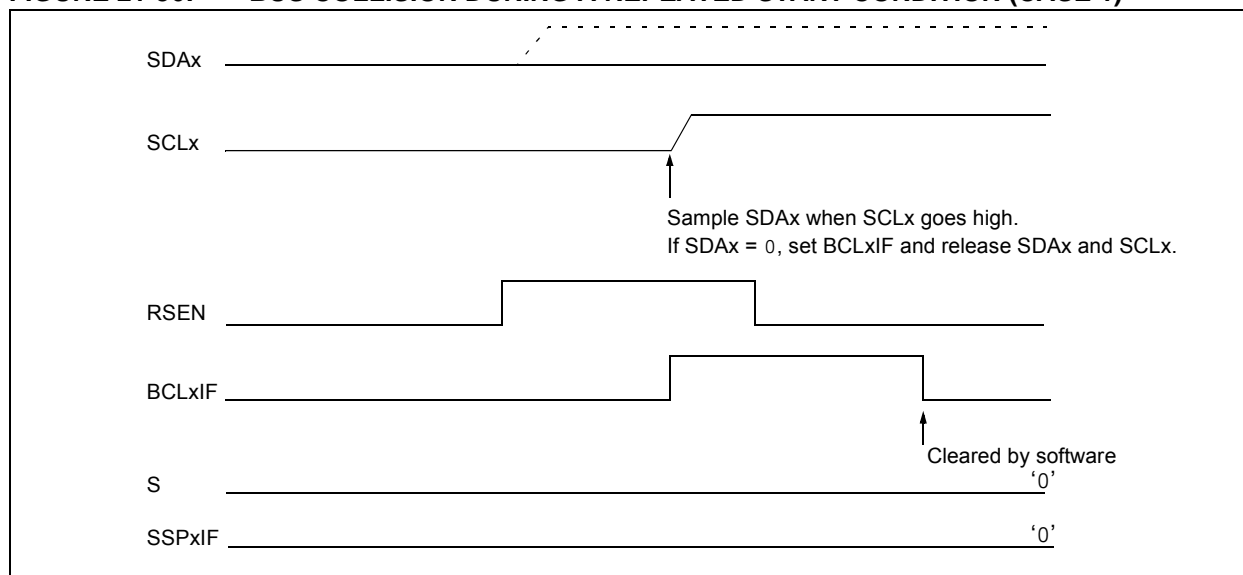 SDAx
SCLx
Sample SDAx when SCLx goes high.
If SDAx = 0, set BCLxIF and release SDAx and SCLx.
RSEN
BCLxIF
Cleared by software
S
‘0’
SSPxIF
‘0’